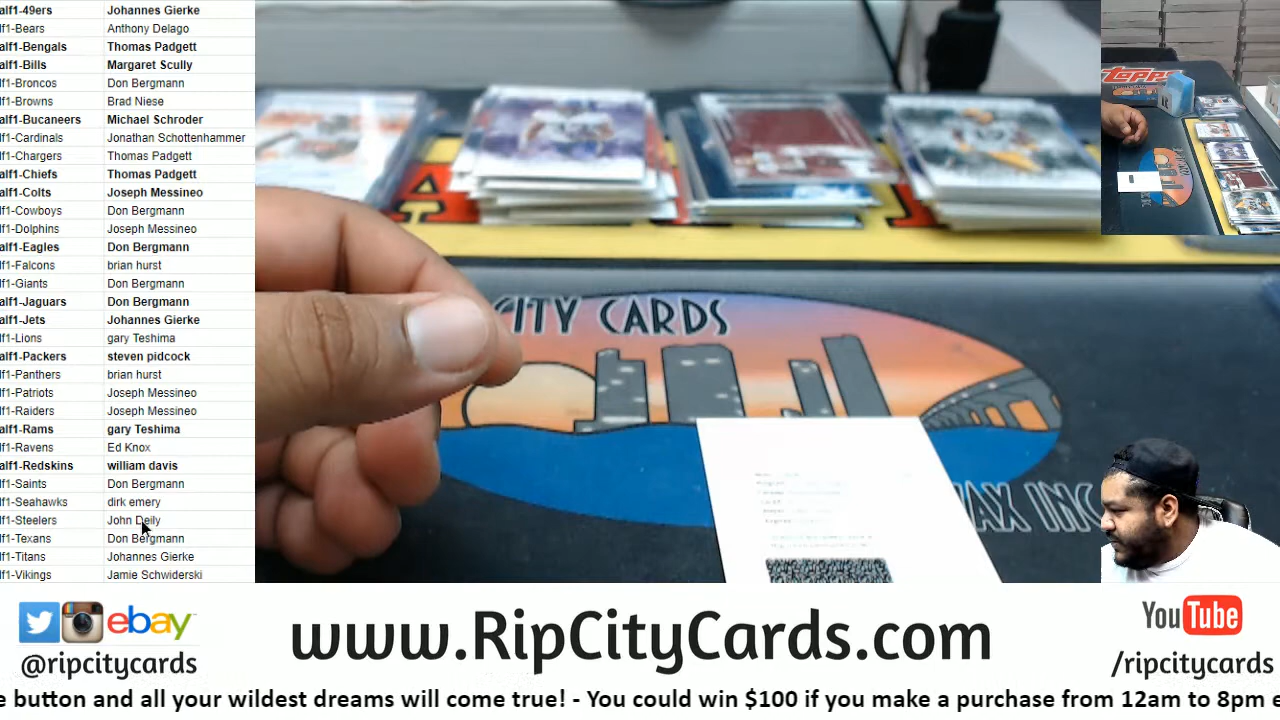 alf1-49ers Johannes Gierke
lf1-Bears Anthony Delago
alf1-Bengals Thomas Padgett
alf1-Bills Margaret Scully
lf1-Broncos Don Bergmann
lf1-Browns Brad Niese
alf1-Bucaneers Michael Schroder
lf1-Cardinals Jonathan Schottenhammer
lf1-Chargers Thomas Padgett
alf1-Chiefs Thomas Padgett
alf1-Colts Joseph Messineo
lf1-Cowboys Don Bergmann
lf1-Dolphins Joseph Messineo
alf1-Eagles Don Bergmann
lf1-Falcons brian hurst
lf1-Giants Don Bergmann
alf1-Jaguars Don Bergmann
alf1-Jets Johannes Gierke
lf1-Lions gary Teshima
alf1-Packers steven pidcock
lf1-Panthers brian hurst
lf1-Patriots Joseph Messineo
lf1-Raiders Joseph Messineo
alf1-Rams gary Teshima
lf1-Ravens Ed Knox
alf1-Redskins william davis
lf1-Saints Don Bergmann
lf1-Seahawks dirk emery
lf1-Steelers John Deily
lf1-Texans Don Bergmann
lf1-Titans Johannes Gierke
lf1-Vikings Jamie Schwiderski
CITY CARDS
WAX INC
Topps
ebay
@ripcitycards
www.RipCityCards.com
YouTube
/ripcitycards
e button and all your wildest dreams will come true! - You could win $100 if you make a purchase from 12am to 8pm e